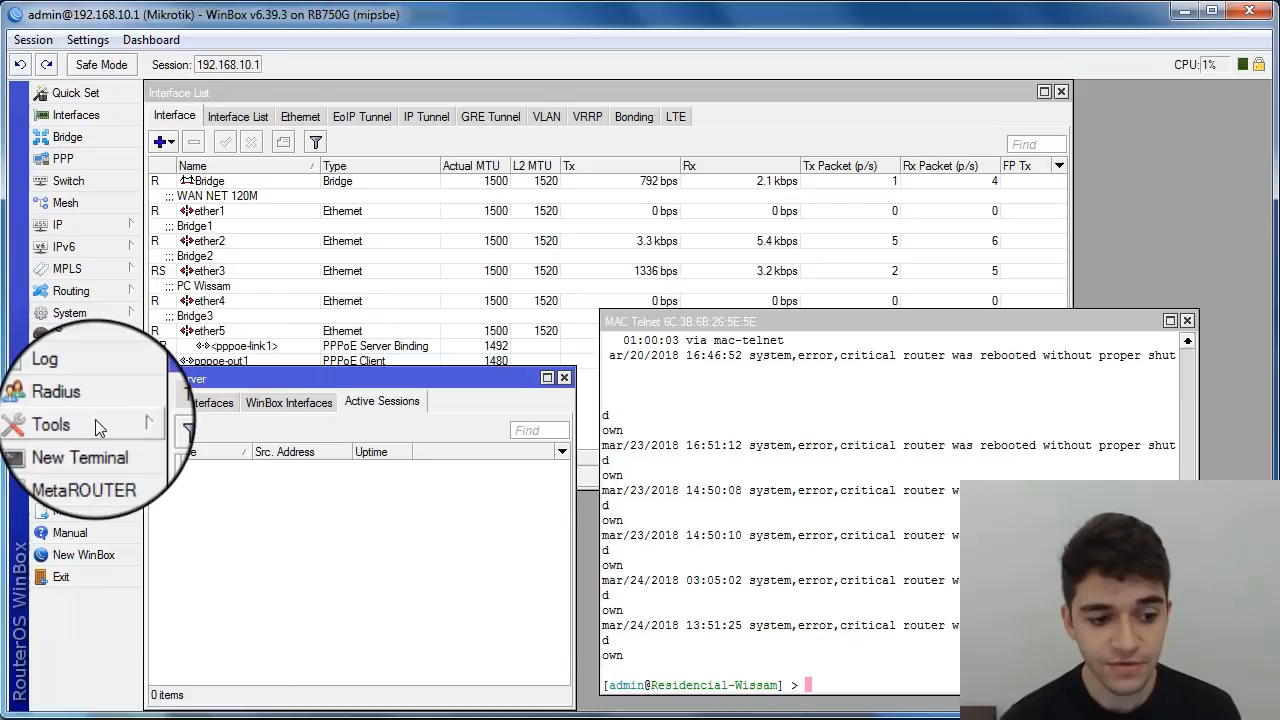 admin@192.168.10.1 (Mikrotik) - WinBox v6.39.3 on RB750G (mipsbe)
Session Settings Dashboard
Safe Mode Session: 192.168.10.1 CPU: 1%
Quick Set
Interfaces
Bridge
PPP
Switch
Mesh
IP
IPv6
MPLS
Routing
System
Log
Radius
Tools
New Terminal
MetaROUTER
Manual
New WinBox
Exit
RouterOS WinBox
Interface List
Interface Interface List Ethernet EoIP Tunnel IP Tunnel GRE Tunnel VLAN VRRP Bonding LTE
Find
Name Type Actual MTU L2 MTU Tx Rx Tx Packet (p/s) Rx Packet (p/s) FP Tx
R Bridge Bridge 1500 1520 792 bps 2.1 kbps 1 4
;;; WAN NET 120M
R ether1 Ethernet 1500 1520 0 bps 0 bps 0 0
;;; Bridge1
R ether2 Ethernet 1500 1520 3.3 kbps 5.4 kbps 5 6
;;; Bridge2
RS ether3 Ethernet 1500 1520 1336 bps 3.2 kbps 2 5
;;; PC Wissam
R ether4 Ethernet 1500 1520 0 bps 0 bps 0 0
;;; Bridge3
R ether5 Ethernet 1500 1520
<pppoe-link1> PPPoE Server Binding 1492
pppoe-out1 PPPoE Client 1480
rver
terfaces WinBox Interfaces Active Sessions
Find
Src. Address Uptime
0 items
MAC Telnet 6C:3B:6B:26:5E:5E
01:00:03 via mac-telnet
ar/20/2018 16:46:52 system,error,critical router was rebooted without proper shut
d
own
mar/23/2018 16:51:12 system,error,critical router was rebooted without proper shut
d
own
mar/23/2018 14:50:08 system,error,critical router w
d
own
mar/23/2018 14:50:10 system,error,critical router w
d
own
mar/24/2018 03:05:02 system,error,critical router w
d
own
mar/24/2018 13:51:25 system,error,critical router w
d
own
[admin@Residencial-Wissam] >